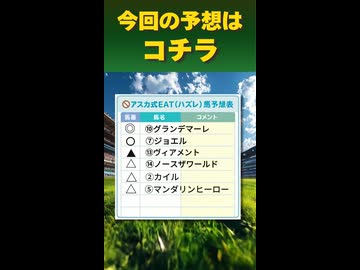 今回の予想は
コチラ
🚫アスカ式EAT(ハズレ)馬予想表
馬番 馬名 コメント
◎ ⑩グランデマーレ
○ ⑦ジョエル
▲ ⑬ヴィアメント
△ ⑭ノースザワールド
△ ②カイル
△ ⑤マンダリンヒーロー